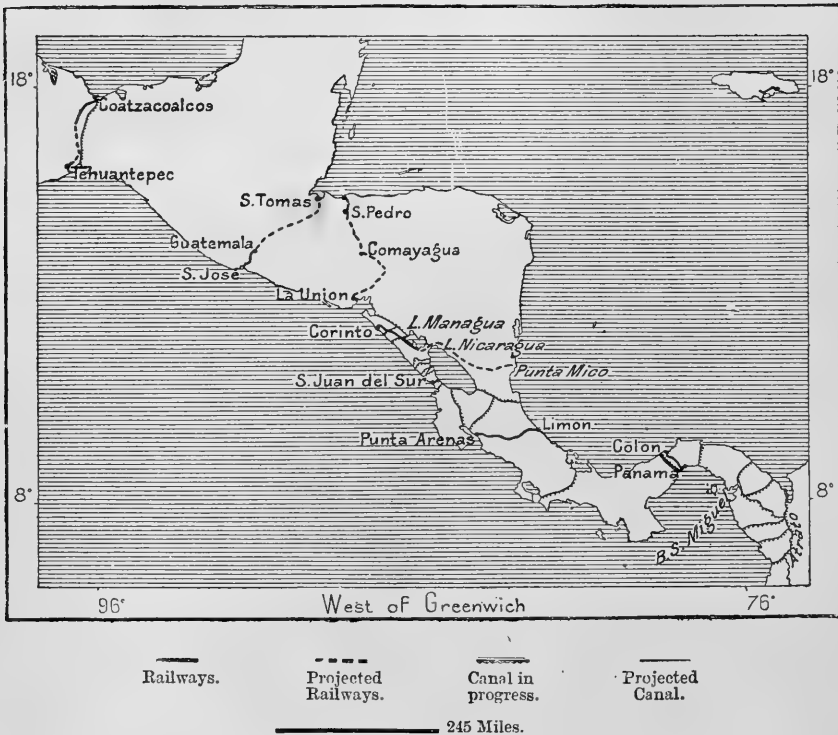 18°
18°
Coatzacoalcos
Tehuantepec
S. Tomas
S. Pedro
Guatemala
Comayagua
S. José
La Union
L. Managua
Corinto
L. Nicaragua
Punta Mico
S. Juan del Sur
Limon
Punta Arenas
Colon
Panama
8°
8°
B. S. Miguel
96°
West of Greenwich
76°
Railways.
Projected
Railways.
Canal in
progress.
Projected
Canal.
245 Miles.